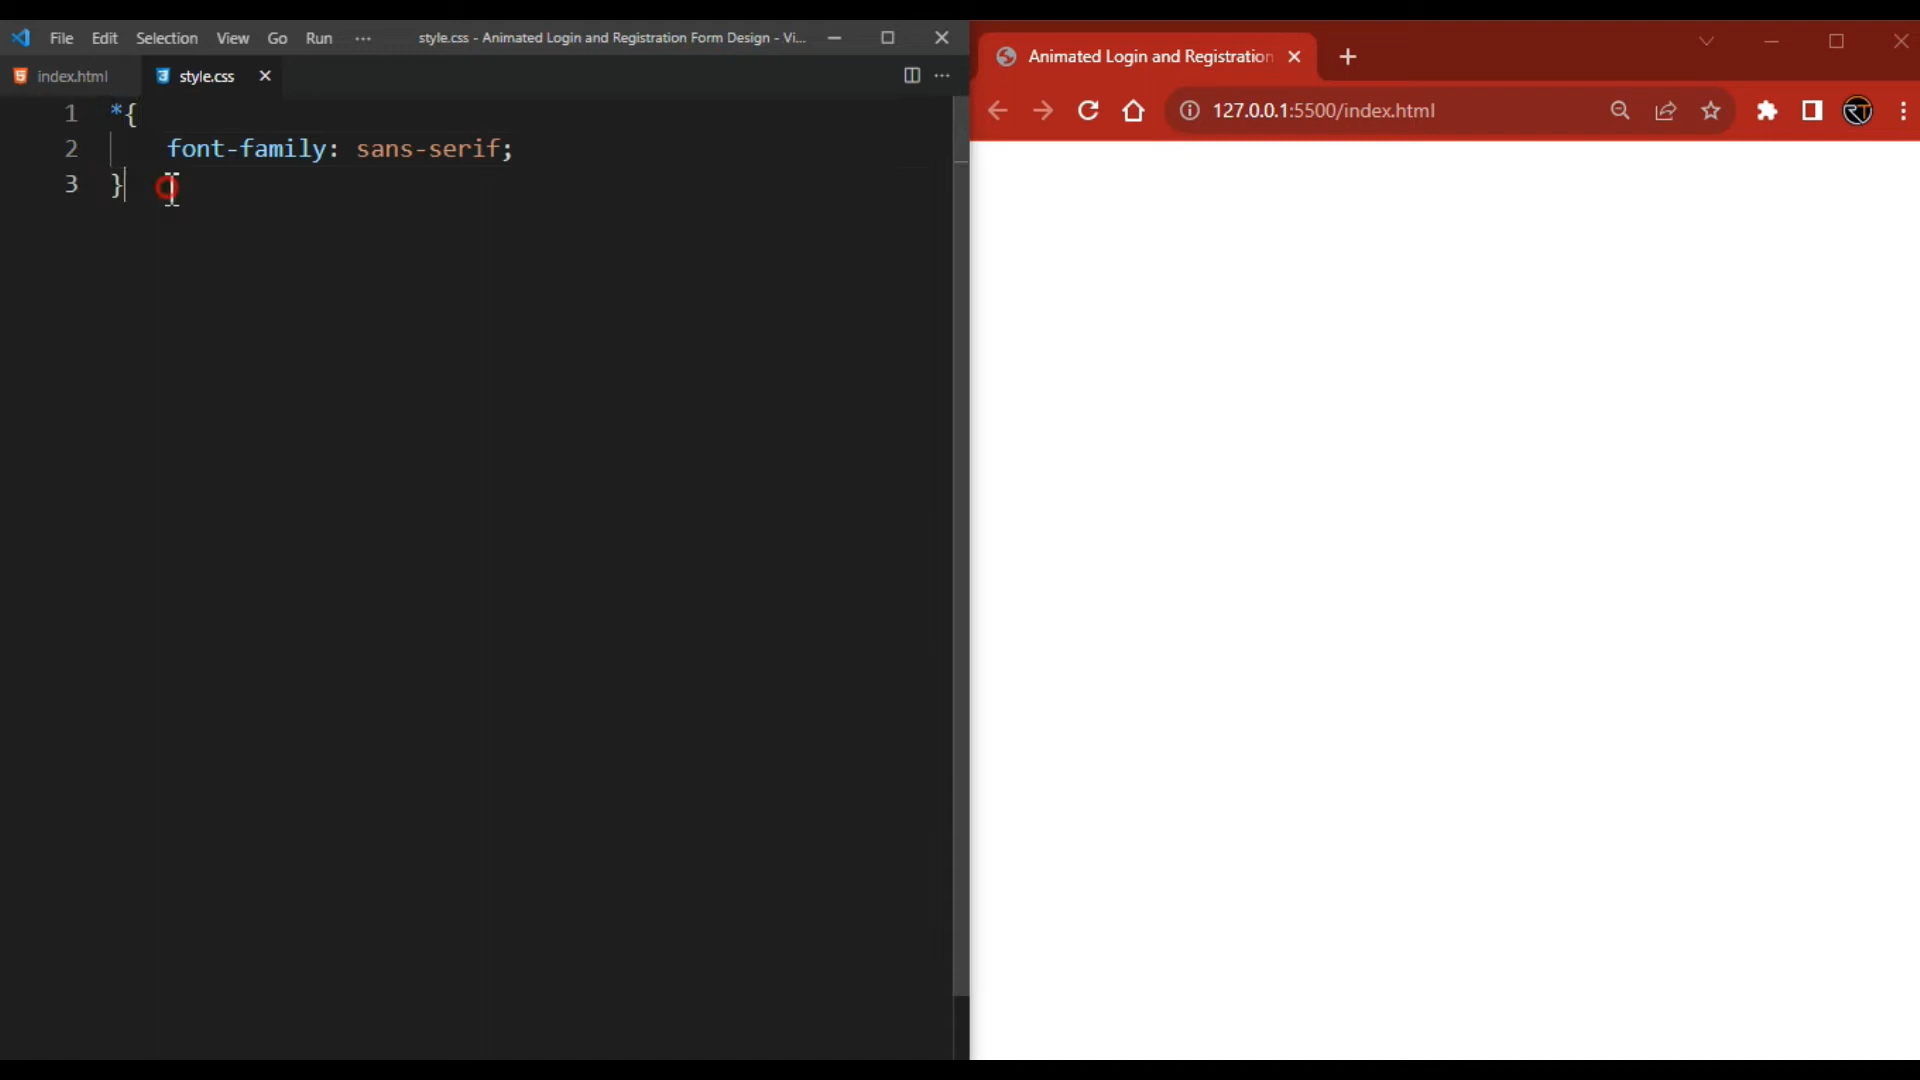 File Edit Selection View Go Run ··· style.css - Animated Login and Registration Form Design - Vi...
index.html style.css
1 *{
2 font-family: sans-serif;
3 }
Animated Login and Registration
127.0.0.1:5500/index.html
RT